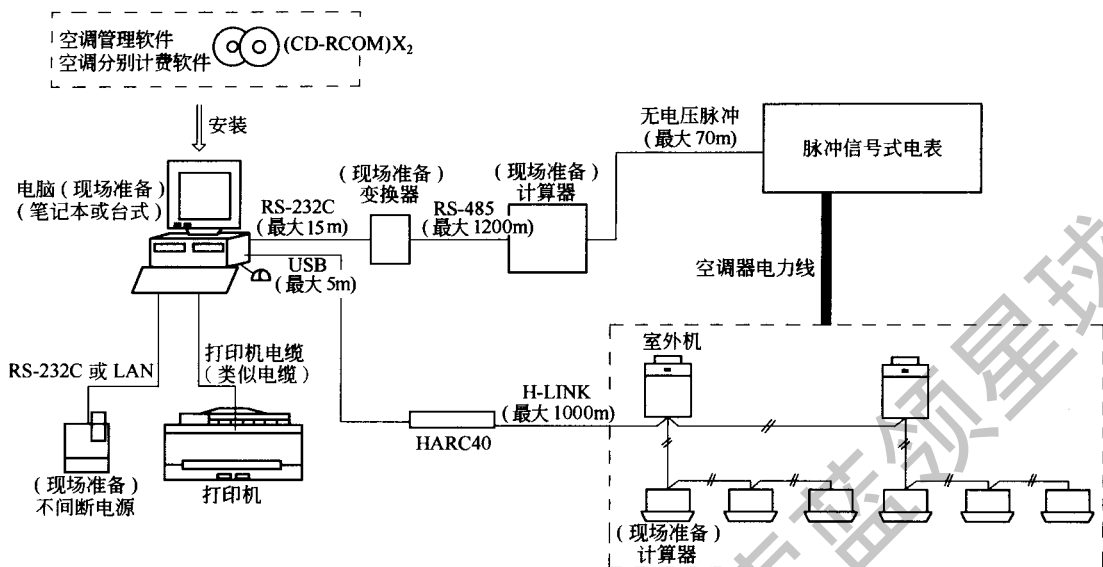 空调管理软件
空调分别计费软件
(CD-RCOM)X₂
安装
电脑(现场准备)
(笔记本或台式)
RS-232C
(最大15m)
(现场准备)
变换器
RS-485
(最大1200m)
(现场准备)
计算器
无电压脉冲
(最大70m)
脉冲信号式电表
空调器电力线
USB
(最大5m)
RS-232C 或 LAN
打印机电缆
(类似电缆)
(现场准备)
不间断电源
打印机
HARC40
H-LINK
(最大1000m)
室外机
(现场准备)
计算器
蓝领星球